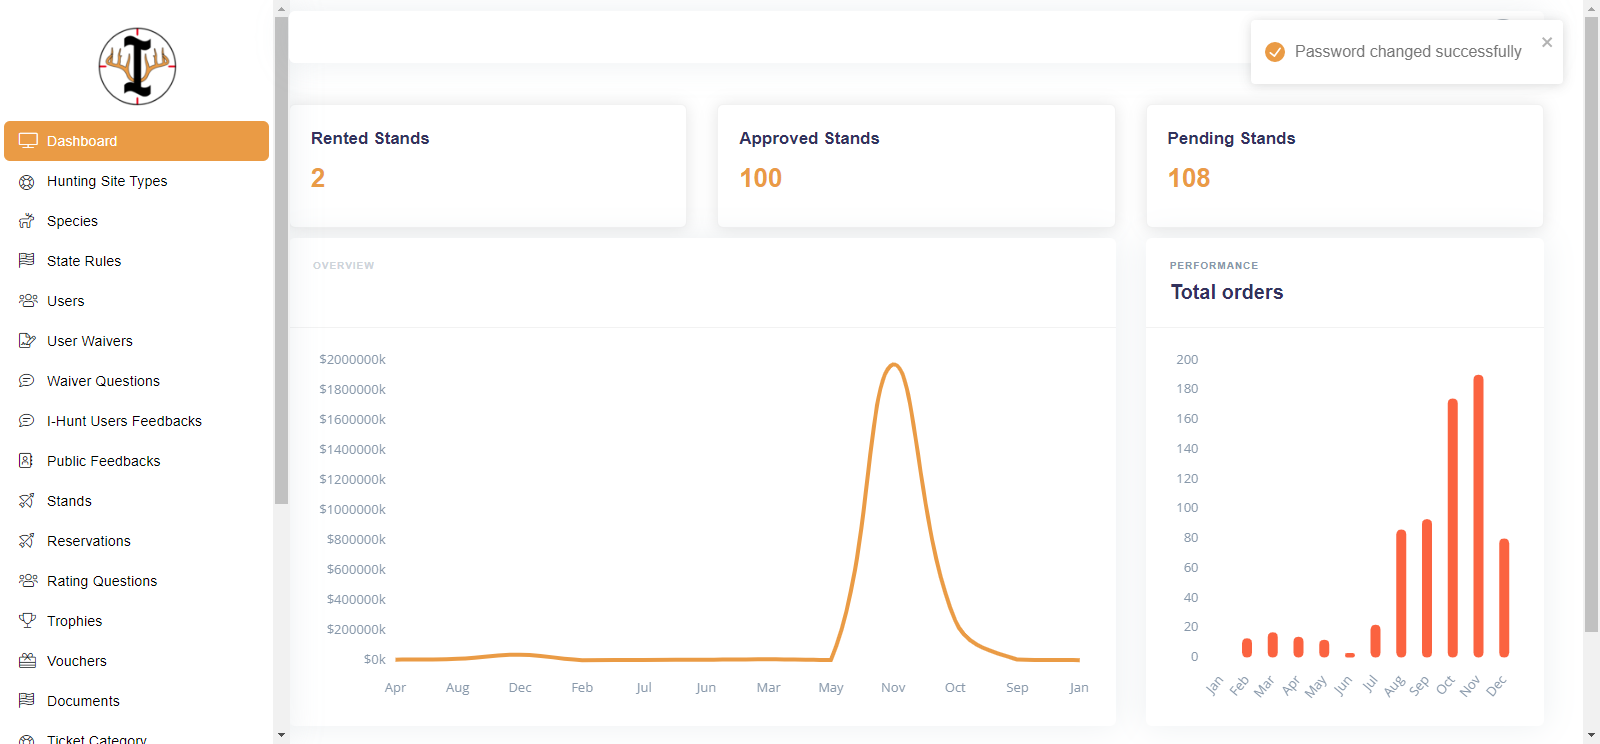 I
Password changed successfully
Dashboard
Hunting Site Types
Species
State Rules
Users
User Waivers
Waiver Questions
I-Hunt Users Feedbacks
Public Feedbacks
Stands
Reservations
Rating Questions
Trophies
Vouchers
Documents
Ticket Category
Rented Stands
2
Approved Stands
100
Pending Stands
108
OVERVIEW
$2000000k
$1800000k
$1600000k
$1400000k
$1200000k
$1000000k
$800000k
$600000k
$400000k
$200000k
$0k
Apr Aug Dec Feb Jul Jun Mar May Nov Oct Sep Jan
PERFORMANCE
Total orders
200
180
160
140
120
100
80
60
40
20
0
Jan Feb Mar Apr May Jun Jul Aug Sep Oct Nov Dec